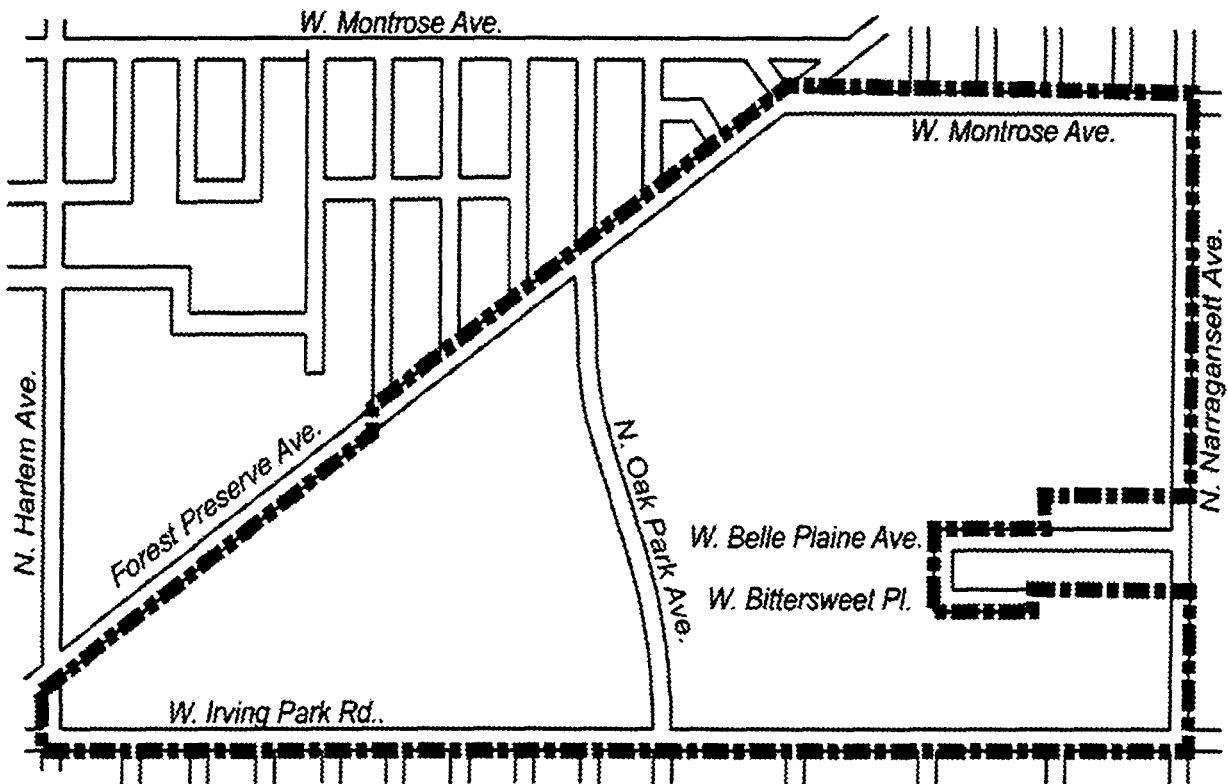 W. Montrose Ave.
W. Montrose Ave.
N. Narragansett Ave.
N. Harlem Ave.
Forest Preserve Ave.
N. Oak Park Ave.
W. Belle Plaine Ave.
W. Bittersweet Pl.
W. Irving Park Rd..